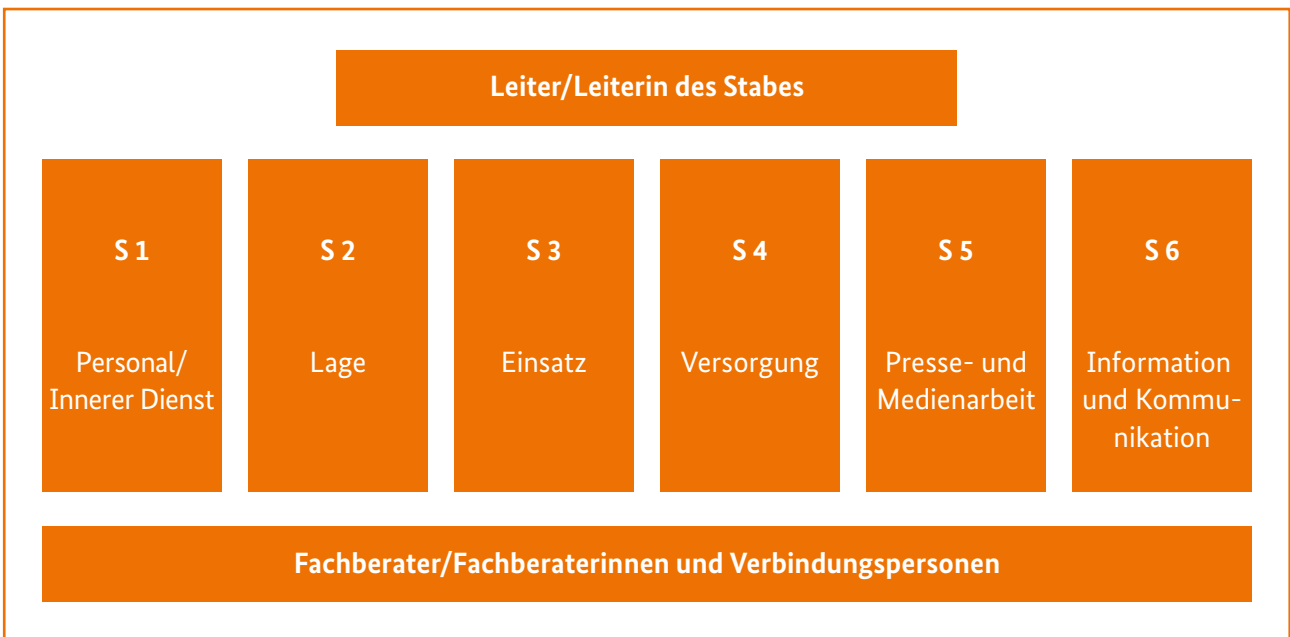 Leiter/Leiterin des Stabes
S 1
Personal/
Innerer Dienst
S 2
Lage
S 3
Einsatz
S 4
Versorgung
S 5
Presse- und
Medienarbeit
S 6
Information
und Kommu-
nikation
Fachberater/Fachberaterinnen und Verbindungspersonen